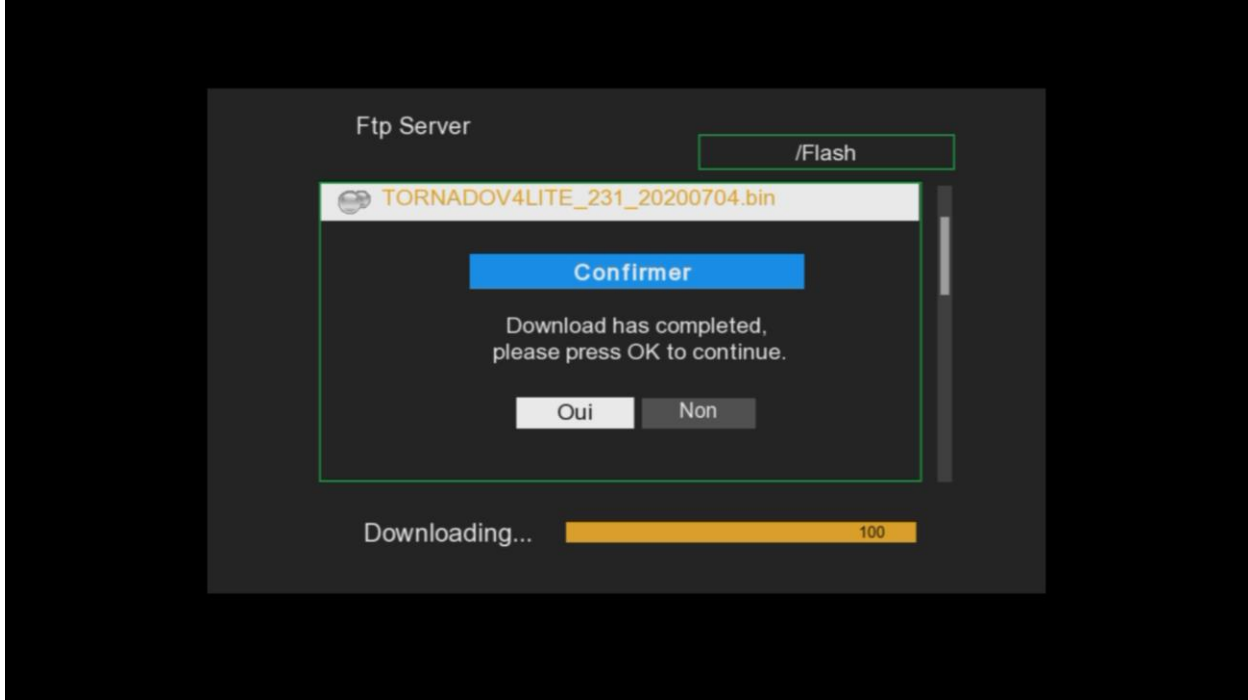 Ftp Server
/Flash
TORNADOV4LITE_231_20200704.bin
Confirmer
Download has completed,
please press OK to continue.
Oui
Non
Downloading...
100